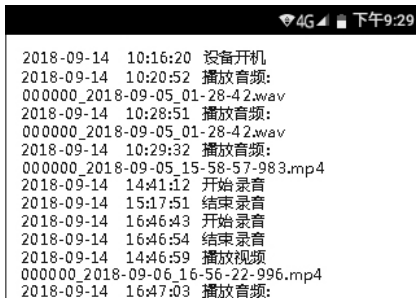 4G 下午9:29
2018-09-14 10:16:20 设备开机
2018-09-14 10:20:52 播放音频:
000000_2018-09-05_01-28-42.wav
2018-09-14 10:28:51 播放音频:
000000_2018-09-05_01-28-42.wav
2018-09-14 10:29:32 播放音频:
000000_2018-09-05_15-58-57-983.mp4
2018-09-14 14:41:12 开始录音
2018-09-14 15:17:51 结束录音
2018-09-14 16:46:43 开始录音
2018-09-14 16:46:54 结束录音
2018-09-14 14:46:59 播放视频
000000_2018-09-06_16-56-22-996.mp4
2018-09-14 16:47:03 播放音频: